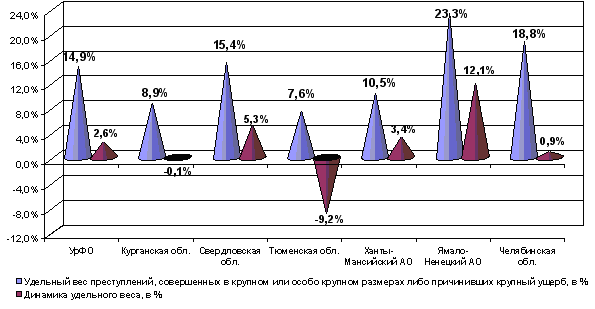 24,0%
20,0%
16,0%
12,0%
8,0%
4,0%
0,0%
-4,0%
-8,0%
-12,0%
14,9%
2,6%
8,9%
-0,1%
15,4%
5,3%
7,6%
-9,2%
10,5%
3,4%
23,3%
12,1%
18,8%
0,9%
УрФО
Курганская обл.
Свердловская
обл.
Тюменская обл.
Ханты-
Мансийский АО
Ямало-
Ненецкий АО
Челябинская
обл.
Удельный вес преступлений, совершенных в крупном или особо крупном размерах либо причинивших крупный ущерб, в %
Динамика удельного веса, в %